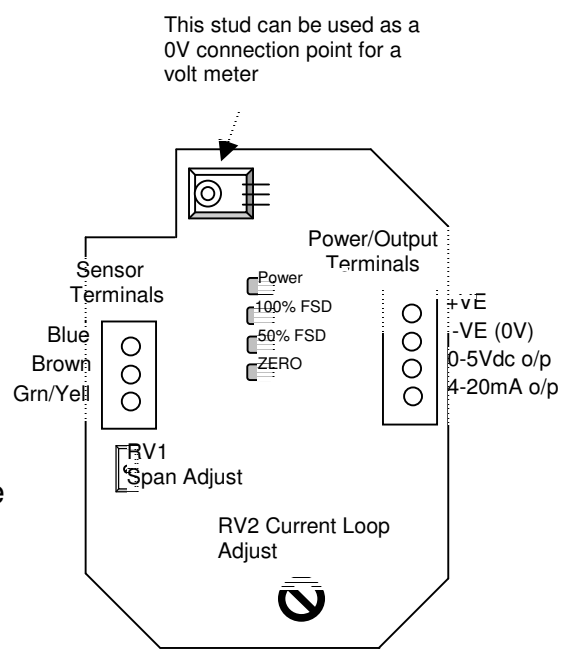 This stud can be used as a
0V connection point for a
volt meter
Power/Output
Terminals
Sensor
Terminals
Power
100% FSD
50% FSD
ZERO
+VE
-VE (0V)
0-5Vdc o/p
4-20mA o/p
Blue
Brown
Grn/Yell
RV1
Span Adjust
e
RV2 Current Loop
Adjust